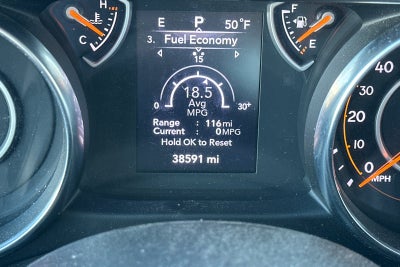 H
C
E P 50°F
3. Fuel Economy
15
18.5
0 Avg 30+
MPG
Range : 116 mi
Current : 0 MPG
Hold OK to Reset
38591 mi
F
E
40
20
10
0
MPH